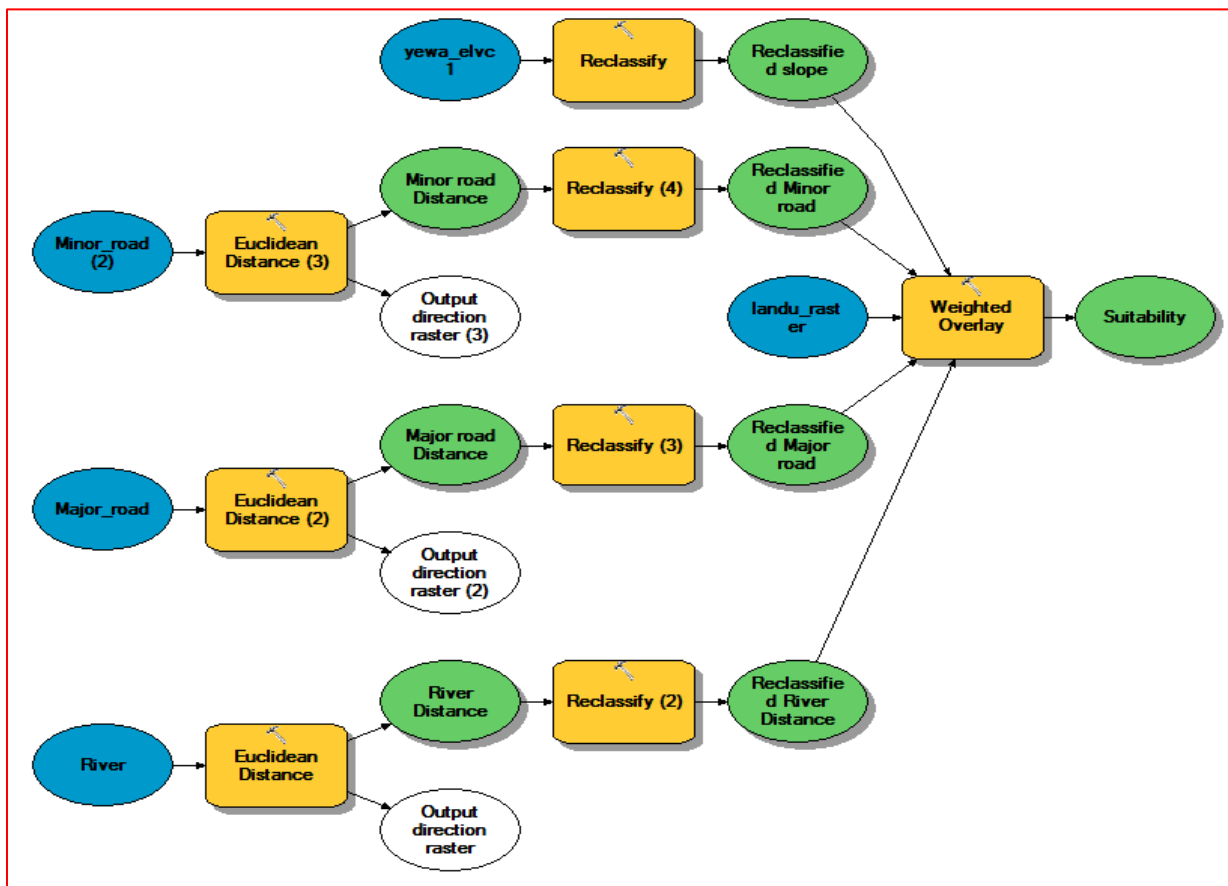 yewa_elvc
1
Reclassify
Reclassifie
d slope
Minor road
Distance
Reclassify (4)
Reclassifie
d Minor
road
Minor_road
(2)
Euclidean
Distance (3)
Output
direction
raster (3)
landu_rast
er
Weighted
Overlay
Suitability
Major road
Distance
Reclassify (3)
Reclassifie
d Major
road
Major_road
Euclidean
Distance (2)
Output
direction
raster (2)
River
Distance
Reclassify (2)
Reclassifie
d River
Distance
River
Euclidean
Distance
Output
direction
raster